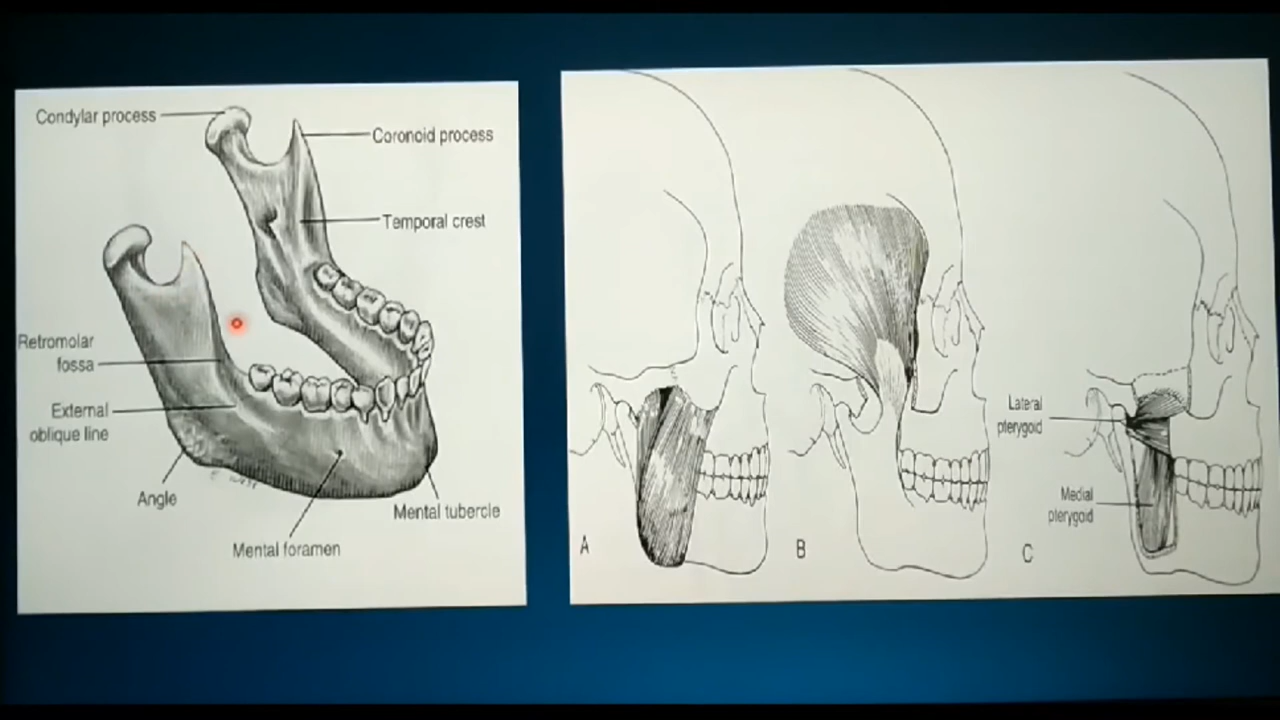 Condylar process
Coronoid process
Temporal crest
Retromolar
fossa
External
oblique line
Angle
Mental tubercle
Mental foramen
A
B
C
Lateral
pterygoid
Medial
pterygoid